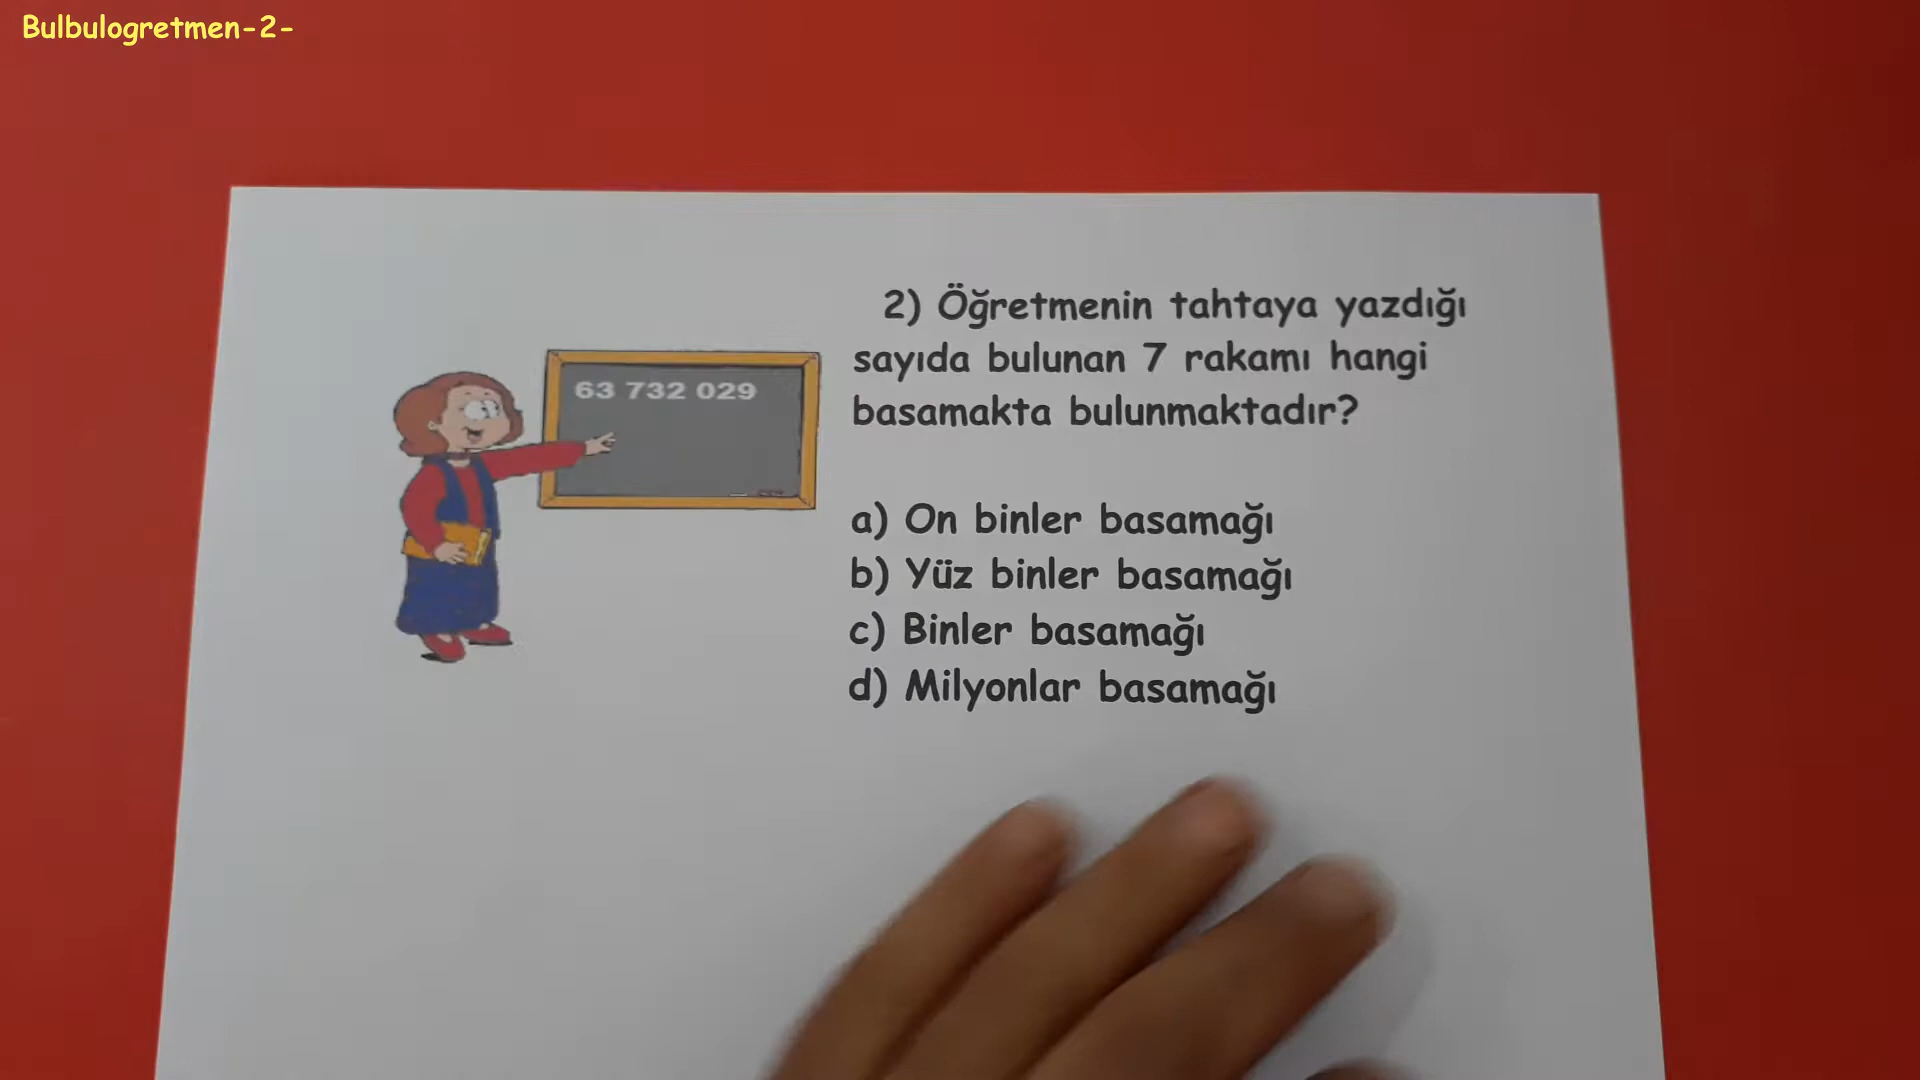 Bulbulogretmen-2-
63 732 029
2) Öğretmenin tahtaya yazdığı
sayıda bulunan 7 rakamı hangi
basamakta bulunmaktadır?
a) On binler basamağı
b) Yüz binler basamağı
c) Binler basamağı
d) Milyonlar basamağı